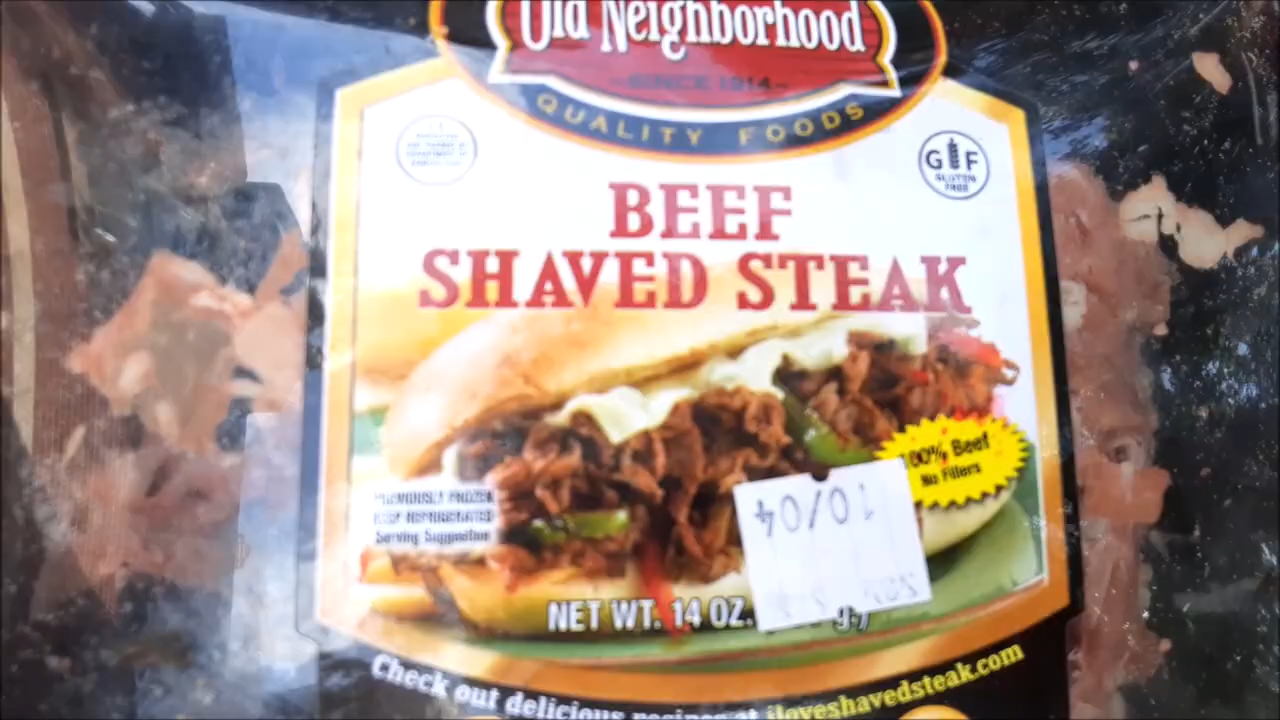 Old Neighborhood
SINCE 1914
QUALITY FOODS
GF
GLUTEN
FREE
BEEF
SHAVED STEAK
100% Beef
No Fillers
PREVIOUSLY FROZEN
KEEP REFRIGERATED
Serving Suggestion
10/04
NET WT. 14 OZ. g)
Check out delicious recipes at iloveshavedsteak.com